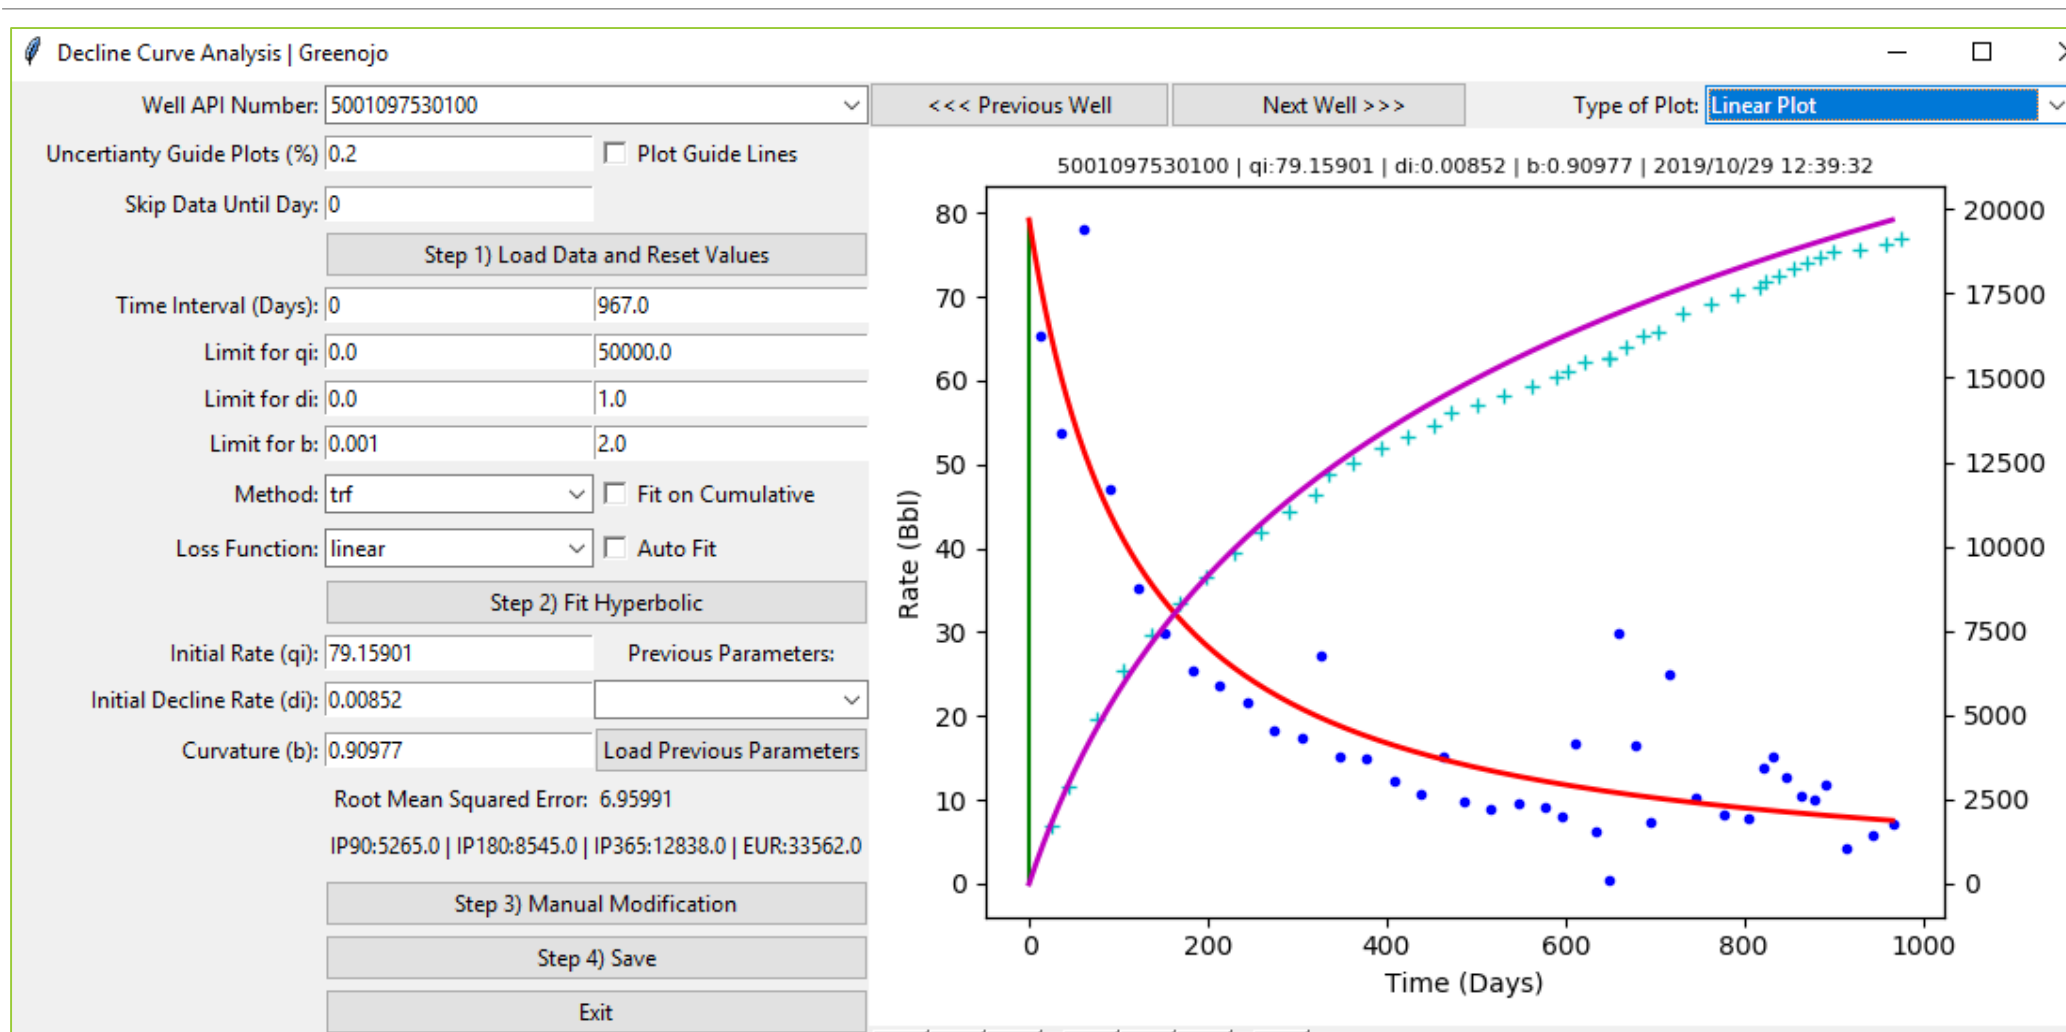 Decline Curve Analysis | Greenojo
Well API Number: 5001097530100 <<< Previous Well Next Well >>> Type of Plot: Linear Plot
Uncertianty Guide Plots (%) 0.2 Plot Guide Lines
Skip Data Until Day: 0
Step 1) Load Data and Reset Values
Time Interval (Days): 0 967.0
Limit for qi: 0.0 50000.0
Limit for di: 0.0 1.0
Limit for b: 0.001 2.0
Method: trf Fit on Cumulative
Loss Function: linear Auto Fit
Step 2) Fit Hyperbolic
Initial Rate (qi): 79.15901 Previous Parameters:
Initial Decline Rate (di): 0.00852
Curvature (b): 0.90977 Load Previous Parameters
Root Mean Squared Error: 6.95991
IP90:5265.0 | IP180:8545.0 | IP365:12838.0 | EUR:33562.0
Step 3) Manual Modification
Step 4) Save
Exit
5001097530100 | qi:79.15901 | di:0.00852 | b:0.90977 | 2019/10/29 12:39:32
80
70
60
50
40
30
20
10
0
Rate (Bbl)
20000
17500
15000
12500
10000
7500
5000
2500
0
0 200 400 600 800 1000
Time (Days)